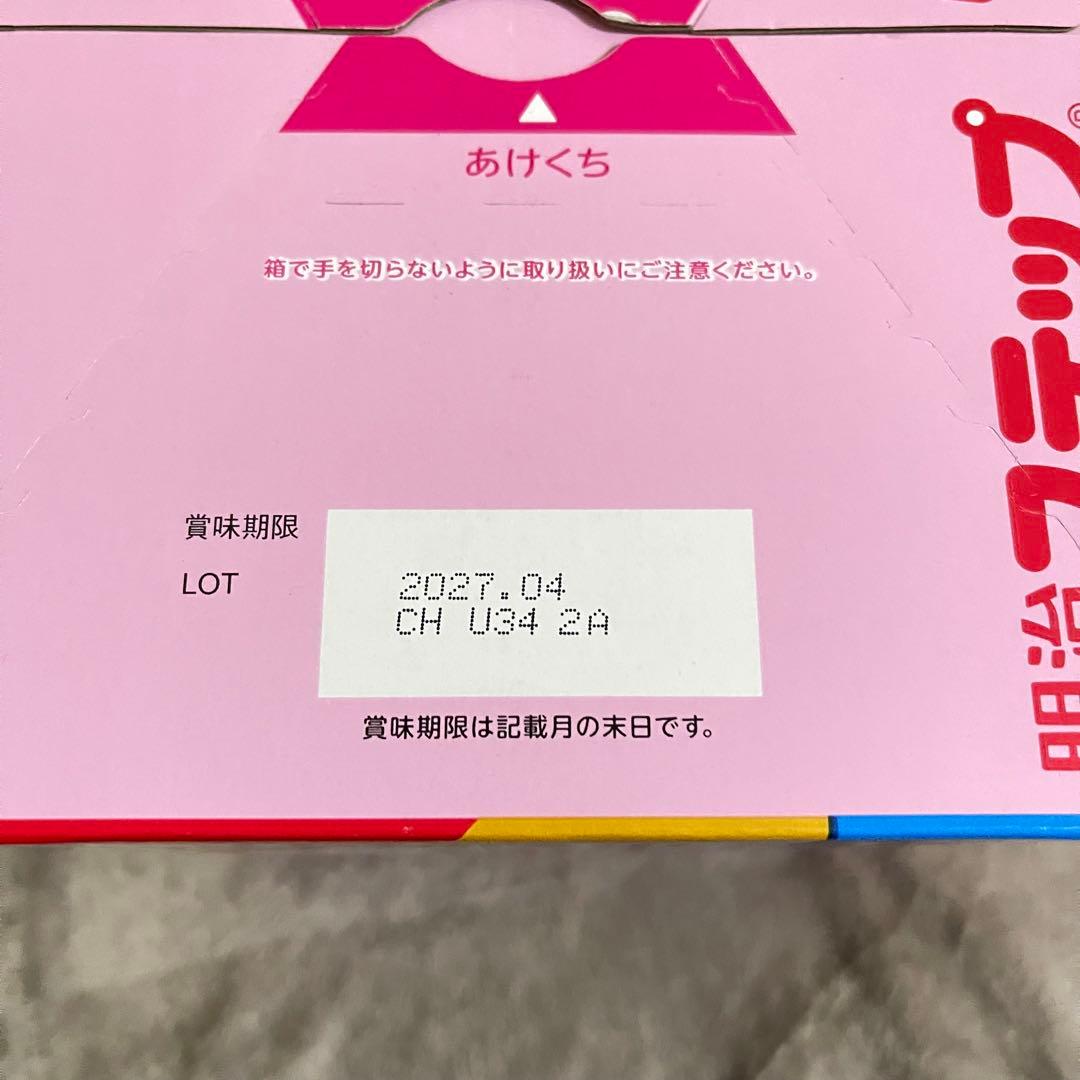 あけくち
箱で手を切らないように取り扱いにご注意ください。
賞味期限
LOT
2027.04
CH U34 2A
賞味期限は記載月の末日です。
明治ステップ